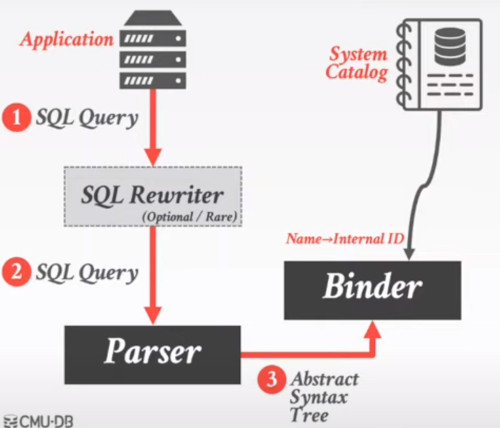 Application
System
Catalog
1 SQL Query
SQL Rewriter
(Optional / Rare)
Name→Internal ID
2 SQL Query
Binder
Parser
3 Abstract
Syntax
Tree
CMU·DB